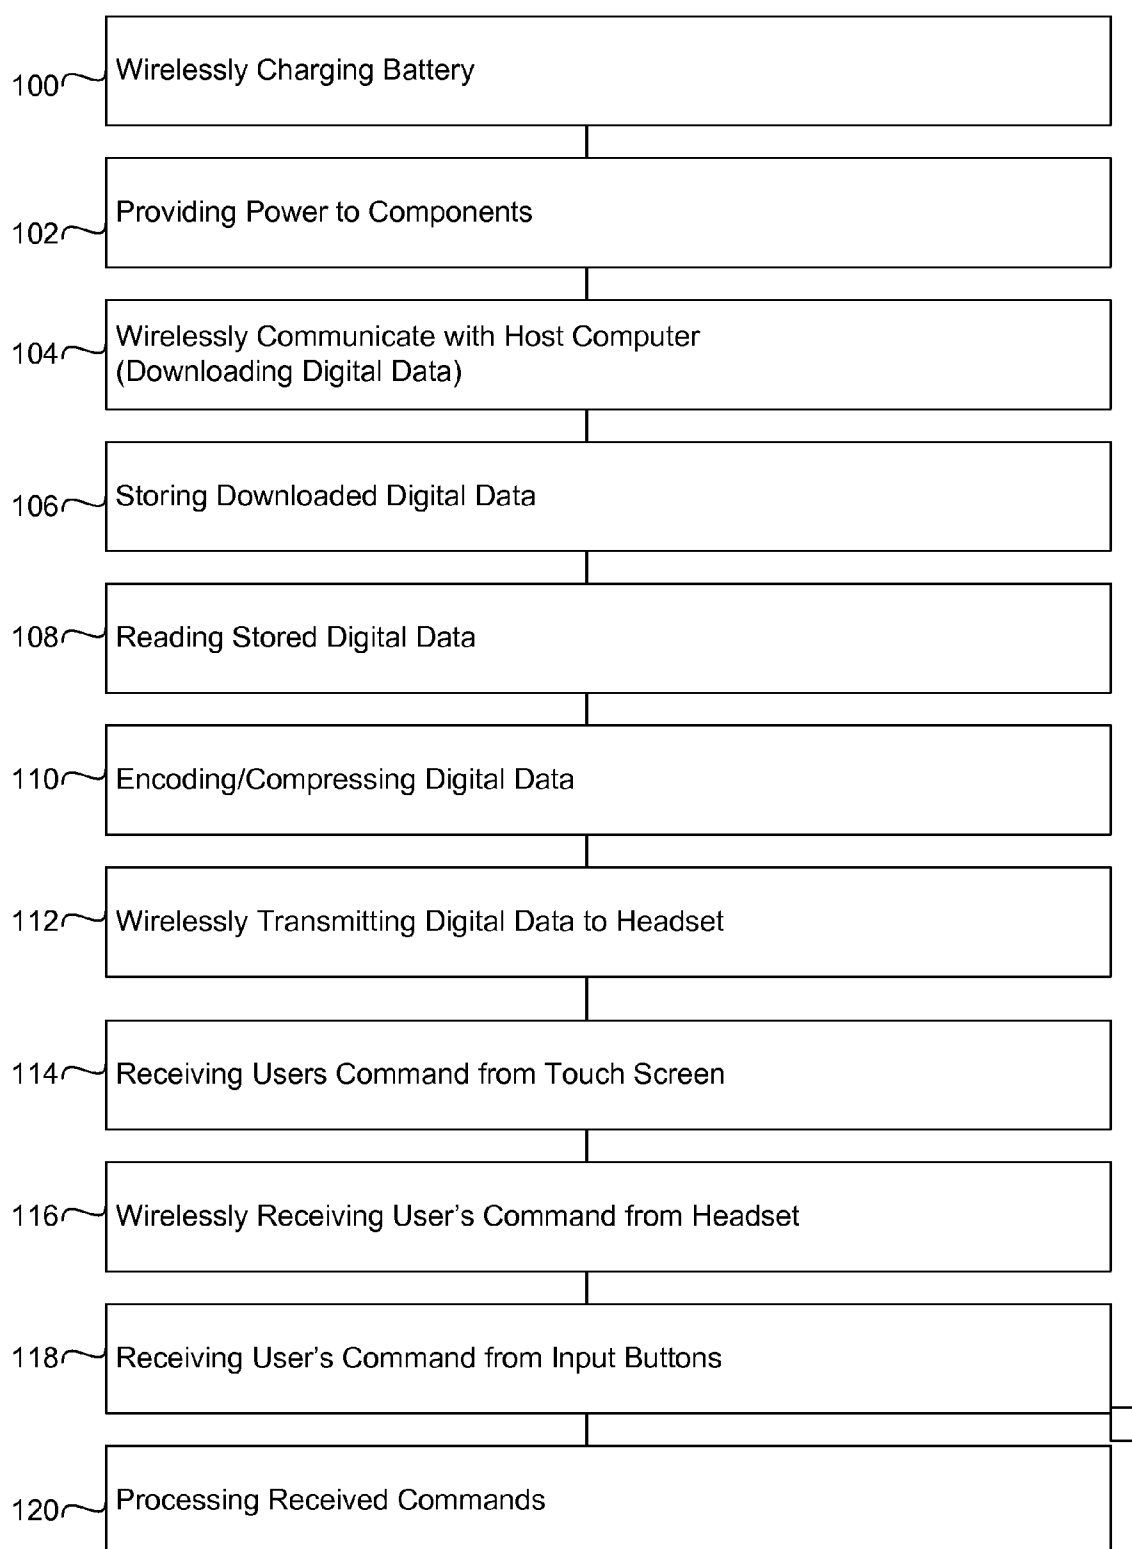 100 Wirelessly Charging Battery
102 Providing Power to Components
104 Wirelessly Communicate with Host Computer
(Downloading Digital Data)
106 Storing Downloaded Digital Data
108 Reading Stored Digital Data
110 Encoding/Compressing Digital Data
112 Wirelessly Transmitting Digital Data to Headset
114 Receiving Users Command from Touch Screen
116 Wirelessly Receiving User's Command from Headset
118 Receiving User's Command from Input Buttons
120 Processing Received Commands